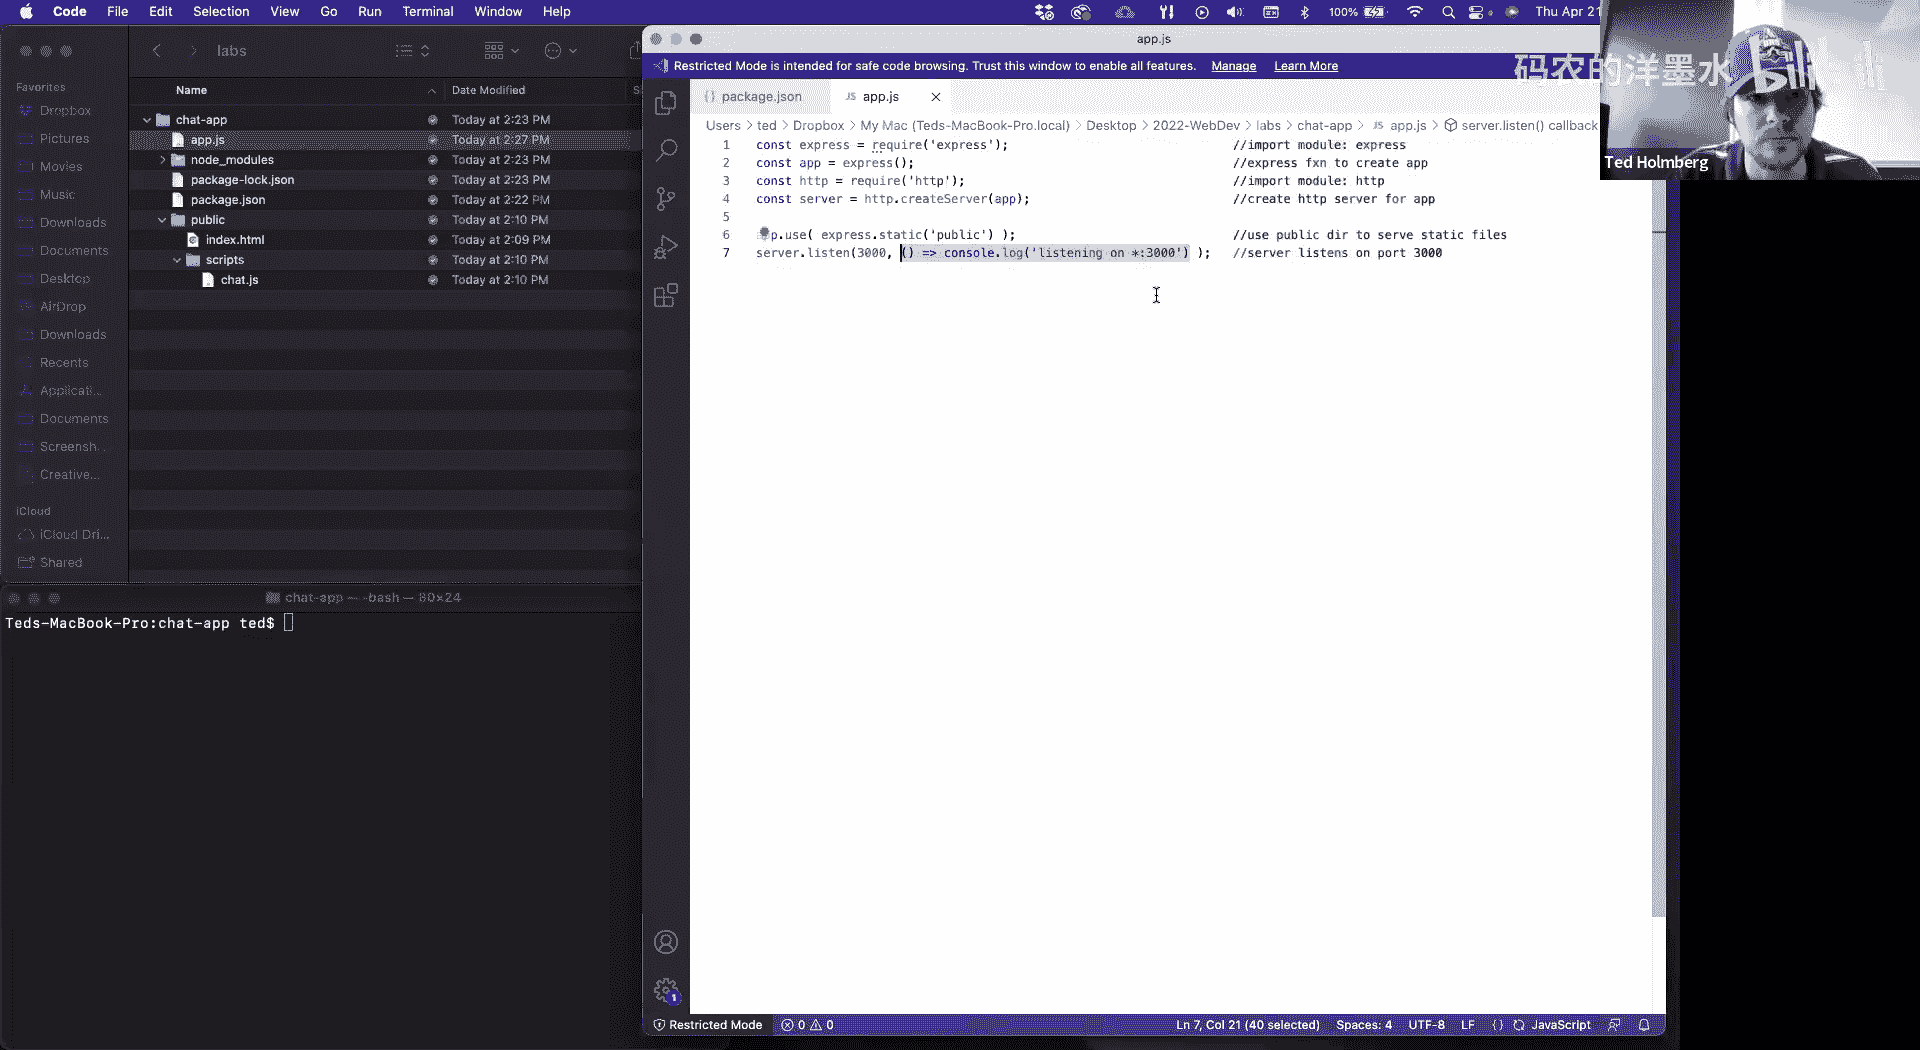 Code File Edit Selection View Go Run Terminal Window Help 100% Thu Apr 21
labs
Favorites
Dropbox
Pictures
Movies
Music
Downloads
Documents
Desktop
AirDrop
Downloads
Recents
Applicati...
Documents
Screensh...
Creative...
iCloud
iCloud Dri...
Shared
Name Date Modified
chat-app Today at 2:23 PM
app.js Today at 2:27 PM
node_modules Today at 2:23 PM
package-lock.json Today at 2:23 PM
package.json Today at 2:22 PM
public Today at 2:10 PM
index.html Today at 2:09 PM
scripts Today at 2:10 PM
chat.js Today at 2:10 PM
chat-app — -bash — 80×24
Teds-MacBook-Pro:chat-app ted$
app.js
Restricted Mode is intended for safe code browsing. Trust this window to enable all features. Manage Learn More
{} package.json JS app.js
Users > ted > Dropbox > My Mac (Teds-MacBook-Pro.local) > Desktop > 2022-WebDev > labs > chat-app > JS app.js > server.listen() callback
1 const express = require('express'); //import module: express
2 const app = express(); //express fxn to create app
3 const http = require('http'); //import module: http
4 const server = http.createServer(app); //create http server for app
5
6 p.use( express.static('public') ); //use public dir to serve static files
7 server.listen(3000, () => console.log('listening on *:3000') ); //server listens on port 3000
1
Restricted Mode 0 0 Ln 7, Col 21 (40 selected) Spaces: 4 UTF-8 LF {} JavaScript
码农的洋墨水 bilibili
Ted Holmberg